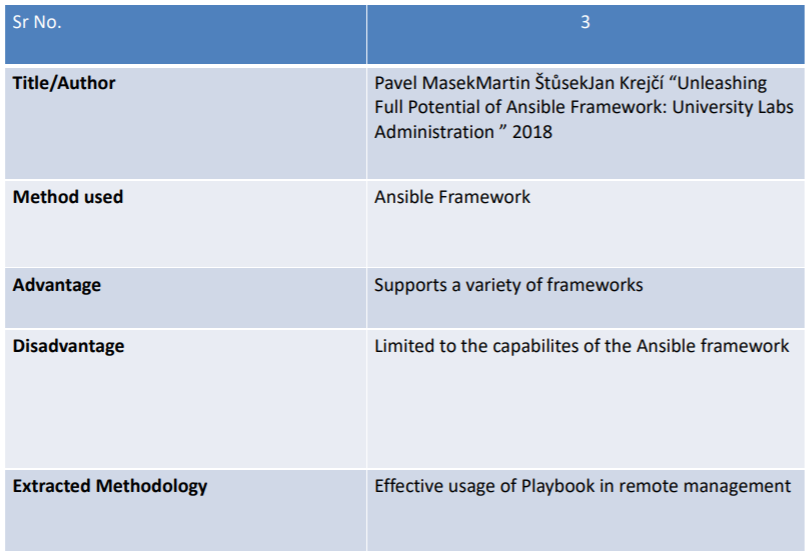 Sr No. 3
Title/Author Pavel MasekMartin ŠtůsekJan Krejčí “Unleashing
Full Potential of Ansible Framework: University Labs
Administration ” 2018
Method used Ansible Framework
Advantage Supports a variety of frameworks
Disadvantage Limited to the capabilites of the Ansible framework
Extracted Methodology Effective usage of Playbook in remote management